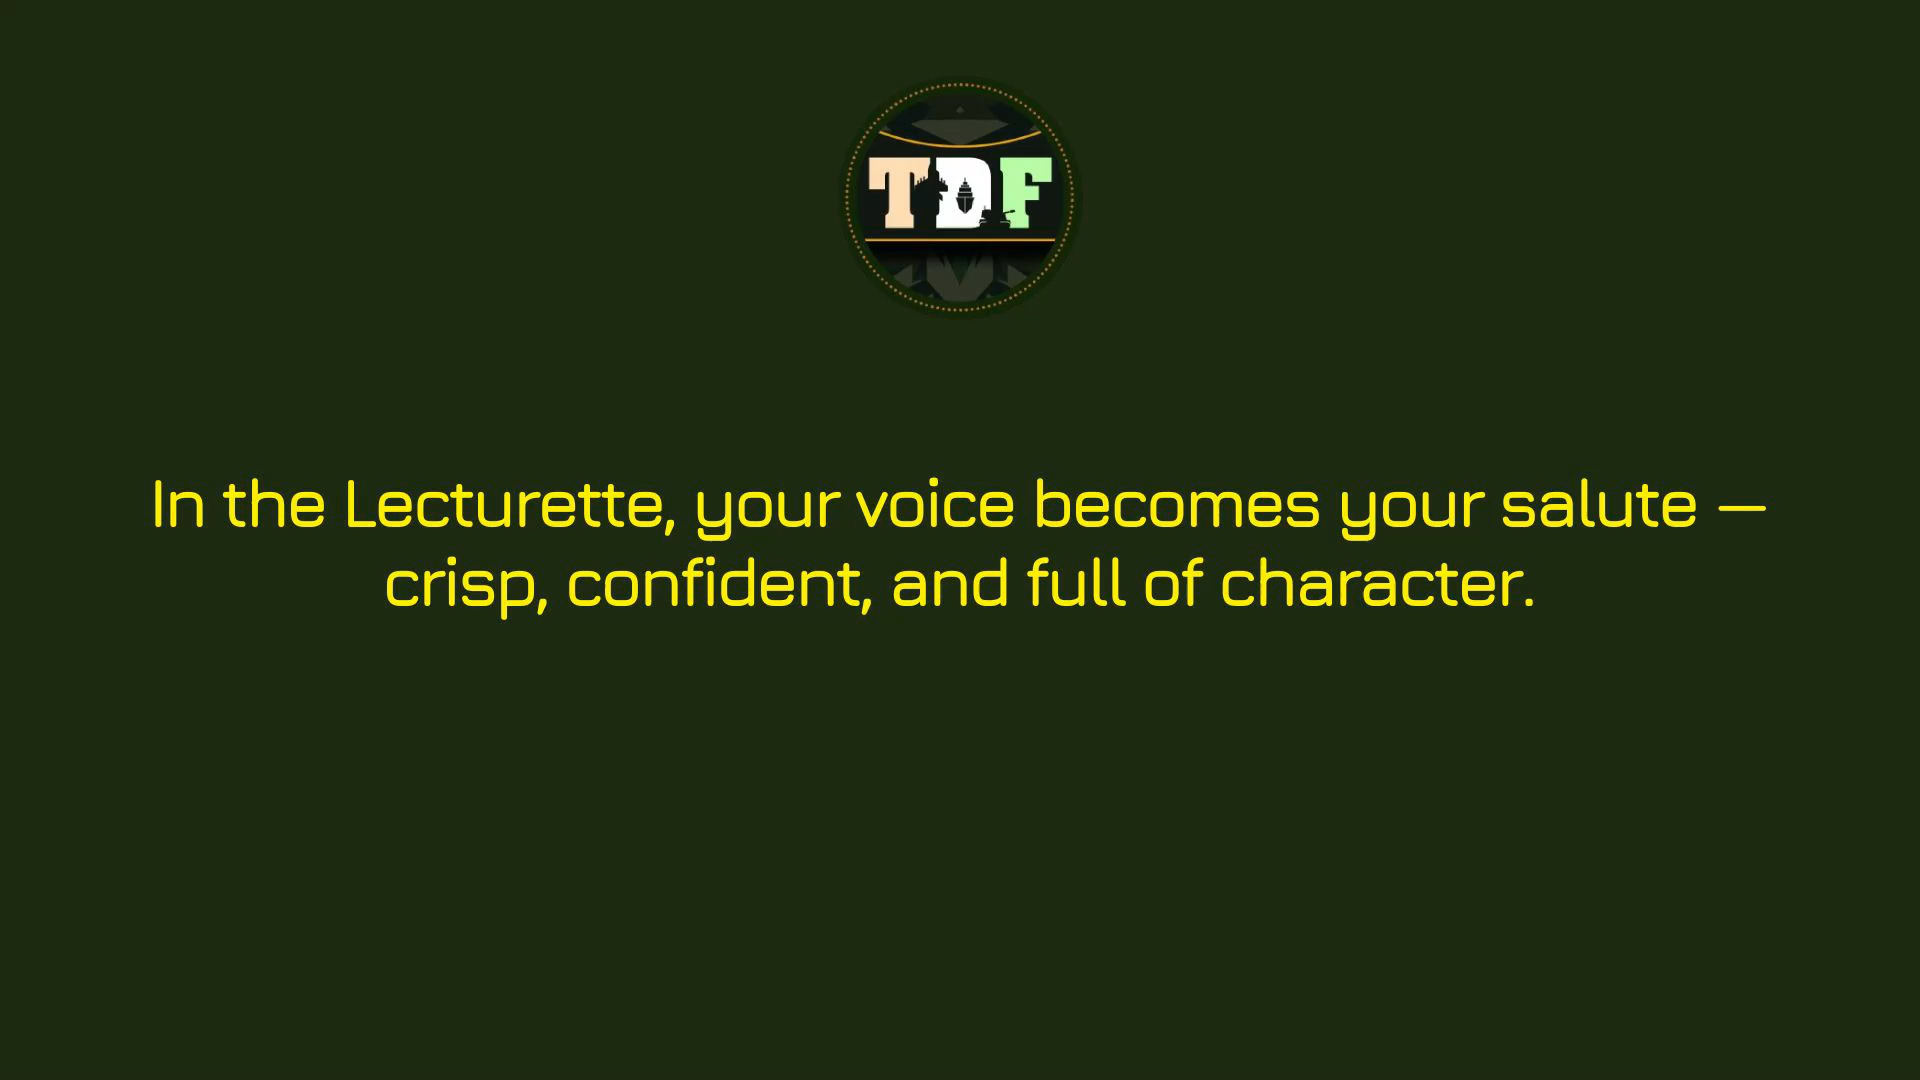 TDF
In the Lecturette, your voice becomes your salute —
crisp, confident, and full of character.